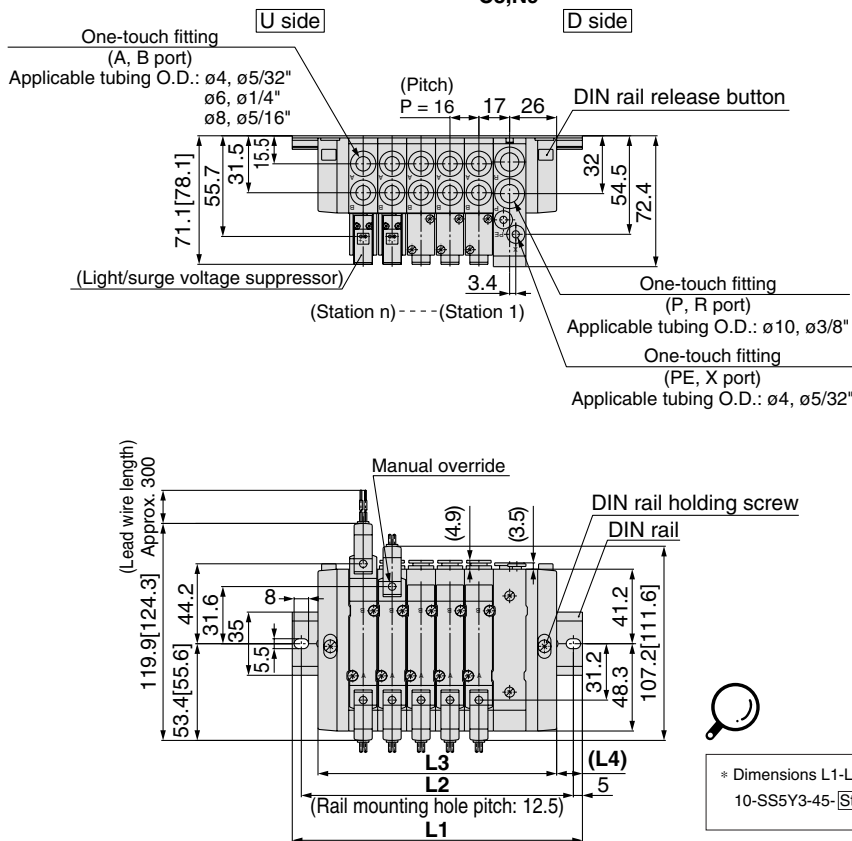 U side
D side
One-touch fitting
(A, B port)
Applicable tubing O.D.: ø4, ø5/32"
ø6, ø1/4"
ø8, ø5/16"
(Pitch)
P = 16
17
26
DIN rail release button
71.1[78.1]
55.7
31.5
15.5
32
54.5
72.4
A
A
A
A
A
R
B
B
B
B
B
P
PE
X
(Light/surge voltage suppressor)
3.4
(Station n) - - - - (Station 1)
One-touch fitting
(P, R port)
Applicable tubing O.D.: ø10, ø3/8"
One-touch fitting
(PE, X port)
Applicable tubing O.D.: ø4, ø5/32"
(Lead wire length)
Approx. 300
Manual override
(4.9)
(3.5)
DIN rail holding screw
DIN rail
119.9[124.3]
44.2
31.6
8
35
5.5
53.4[55.6]
B
B
B
B
B
A
A
A
A
A
31.2
41.2
48.3
107.2[111.6]
L3
(L4)
L2
5
(Rail mounting hole pitch: 12.5)
L1
* Dimensions L1-L
10-SS5Y3-45-